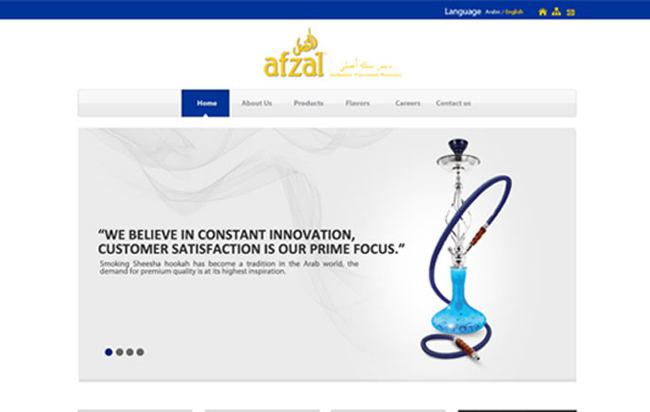 Language Arabic / English
أفضل
afzal
Home About Us Products Flavors Careers Contact us
“WE BELIEVE IN CONSTANT INNOVATION,
CUSTOMER SATISFACTION IS OUR PRIME FOCUS.”
Smoking Sheesha hookah has become a tradition in the Arab world, the
demand for premium quality is at its highest inspiration.